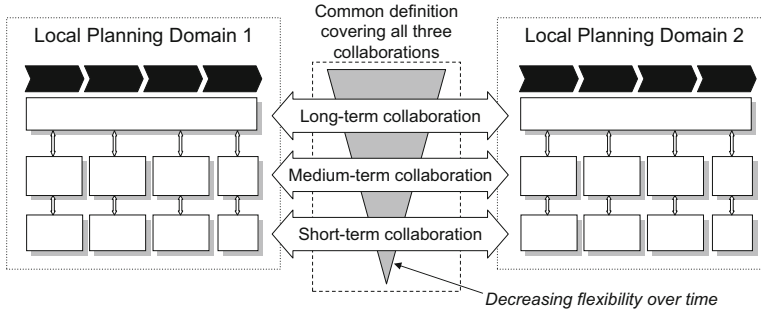 Common definition
covering all three
collaborations
Local Planning Domain 1
Local Planning Domain 2
Long-term collaboration
Medium-term collaboration
Short-term collaboration
Decreasing flexibility over time